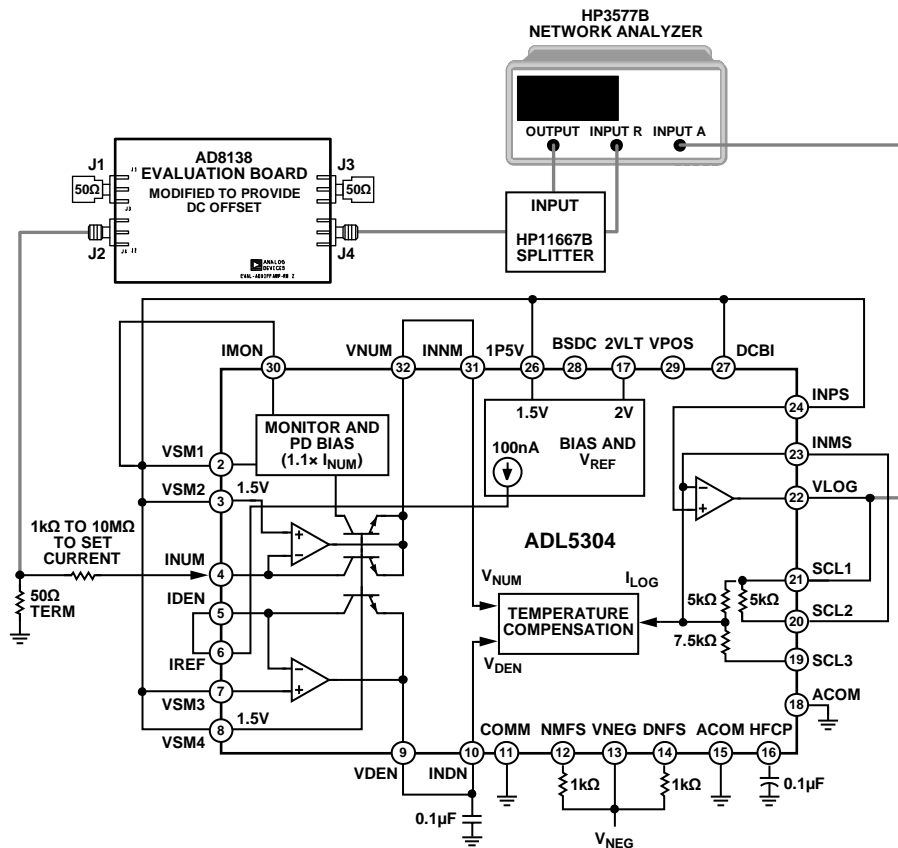 HP3577B
NETWORK ANALYZER
OUTPUT INPUT R INPUT A
AD8138
EVALUATION BOARD
MODIFIED TO PROVIDE
DC OFFSET
J1
50Ω
J2
J3
50Ω
J4
ANALOG
DEVICES
INPUT
HP11667B
SPLITTER
IMON
30
VNUM
32
INNM
31
1P5V
26
BSDC
28
2VLT
17
VPOS
29
DCBI
27
MONITOR AND
PD BIAS
(1.1× INUM)
1.5V
2V
100nA
BIAS AND
VREF
INPS
24
INMS
23
VLOG
22
VSM1
2
VSM2
3
1.5V
1kΩ TO 10MΩ
TO SET
CURRENT
INUM
4
50Ω
TERM
IDEN
5
IREF
6
VSM3
7
VSM4
8
1.5V
ADL5304
VNUM
ILOG
TEMPERATURE
COMPENSATION
VDEN
5kΩ
5kΩ
7.5kΩ
SCL1
21
SCL2
20
SCL3
19
ACOM
18
VDEN
9
INDN
10
COMM
11
NMFS
12
VNEG
13
DNFS
14
ACOM
15
HFCP
16
0.1µF
1kΩ
1kΩ
0.1µF
VNEG